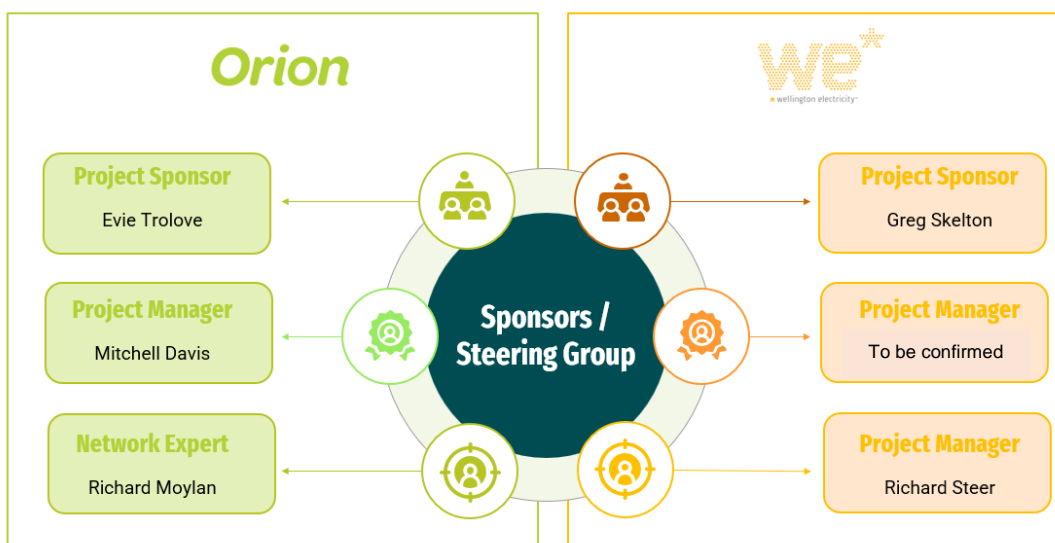 Orion
we*
wellington electricity™
Project Sponsor
Evie Trolove
Project Manager
Mitchell Davis
Network Expert
Richard Moylan
Sponsors /
Steering Group
Project Sponsor
Greg Skelton
Project Manager
To be confirmed
Project Manager
Richard Steer